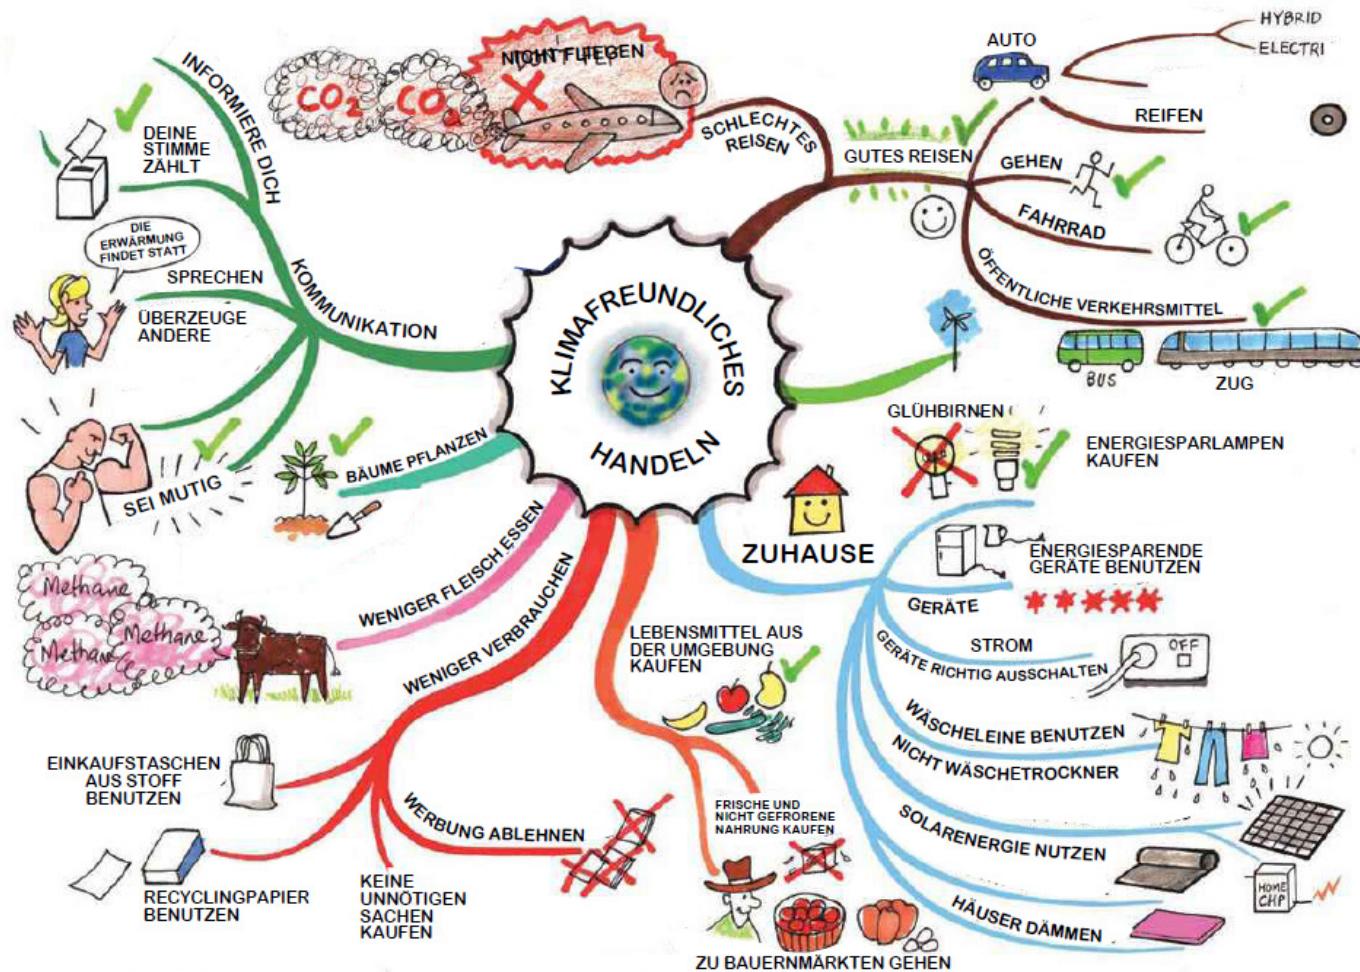 KLIMAFREUNDLICHES
HANDELN
NICHT FLIEGEN
CO2
CO2
SCHLECHTES
REISEN
GUTES REISEN
AUTO
HYBRID
ELECTRI
REIFEN
GEHEN
FAHRRAD
ÖFFENTLICHE VERKEHRSMITTEL
BUS
ZUG
GLÜHBIRNEN
ENERGIESPARLAMPEN
KAUFEN
ZUHAUSE
ENERGIESPARENDE
GERÄTE BENUTZEN
GERÄTE
STROM
GERÄTE RICHTIG AUSSCHALTEN
OFF
WÄSCHELEINE BENUTZEN
NICHT WÄSCHETROCKNER
SOLARENERGIE NUTZEN
HOME
CHP
HÄUSER DÄMMEN
LEBENSMITTEL AUS
DER UMGEBUNG
KAUFEN
FRISCHE UND
NICHT GEFRORENE
NAHRUNG KAUFEN
ZU BAUERNMÄRKTEN GEHEN
WENIGER VERBRAUCHEN
EINKAUFSTASCHEN
AUS STOFF
BENUTZEN
RECYCLINGPAPIER
BENUTZEN
KEINE
UNNÖTIGEN
SACHEN
KAUFEN
WERBUNG ABLEHNEN
WENIGER FLEISCH ESSEN
Methane
Methane
Methane
BÄUME PFLANZEN
KOMMUNIKATION
INFORMIERE DICH
DEINE
STIMME
ZÄHLT
DIE
ERWÄRMUNG
FINDET STATT
SPRECHEN
ÜBERZEUGE
ANDERE
SEI MUTIG